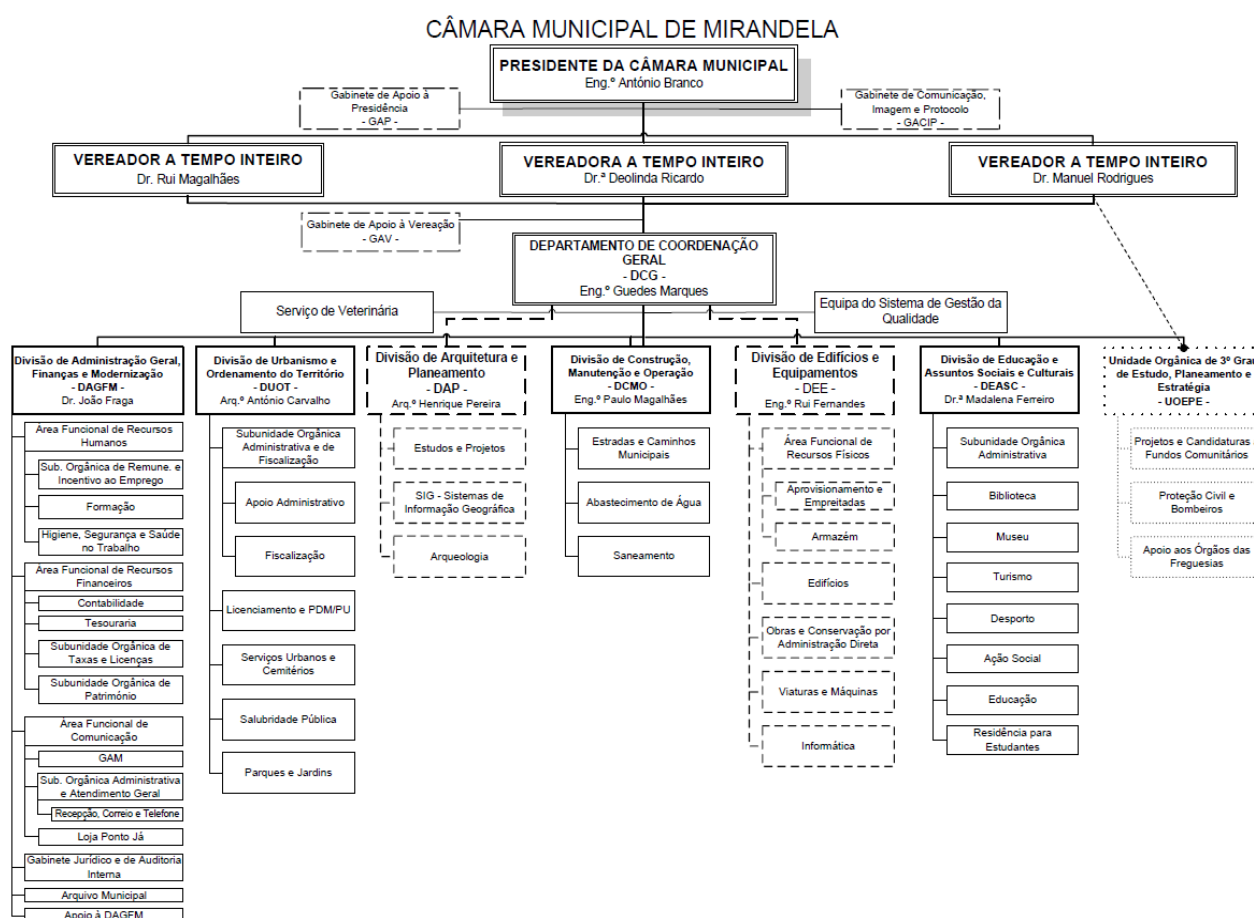 CÂMARA MUNICIPAL DE MIRANDELA
PRESIDENTE DA CÂMARA MUNICIPAL
Eng.º António Branco
Gabinete de Apoio à
Presidência
- GAP -
Gabinete de Comunicação,
Imagem e Protocolo
- GACIP -
VEREADOR A TEMPO INTEIRO
Dr. Rui Magalhães
VEREADORA A TEMPO INTEIRO
Dr.ª Deolinda Ricardo
VEREADOR A TEMPO INTEIRO
Dr. Manuel Rodrigues
Gabinete de Apoio à Vereação
- GAV -
DEPARTAMENTO DE COORDENAÇÃO
GERAL
- DCG -
Eng.º Guedes Marques
Serviço de Veterinária
Equipa do Sistema de Gestão da
Qualidade
Divisão de Administração Geral,
Finanças e Modernização
- DAGFM -
Dr. João Fraga
Área Funcional de Recursos
Humanos
Sub. Orgânica de Remune. e
Incentivo ao Emprego
Formação
Higiene, Segurança e Saúde
no Trabalho
Área Funcional de Recursos
Financeiros
Contabilidade
Tesouraria
Subunidade Orgânica de
Taxas e Licenças
Subunidade Orgânica de
Património
Área Funcional de
Comunicação
GAM
Sub. Orgânica Administrativa
e Atendimento Geral
Recepção, Correio e Telefone
Loja Ponto Já
Gabinete Jurídico e de Auditoria
Interna
Arquivo Municipal
Apoio à DAGFM
Divisão de Urbanismo e
Ordenamento do Território
- DUOT -
Arq.º António Carvalho
Subunidade Orgânica
Administrativa e de
Fiscalização
Apoio Administrativo
Fiscalização
Licenciamento e PDM/PU
Serviços Urbanos e
Cemitérios
Salubridade Pública
Parques e Jardins
Divisão de Arquitetura e
Planeamento
- DAP -
Arq.º Henrique Pereira
Estudos e Projetos
SIG - Sistemas de
Informação Geográfica
Arqueologia
Divisão de Construção,
Manutenção e Operação
- DCMO -
Eng.º Paulo Magalhães
Estradas e Caminhos
Municipais
Abastecimento de Água
Saneamento
Divisão de Edifícios e
Equipamentos
- DEE -
Eng.º Rui Fernandes
Área Funcional de
Recursos Físicos
Aprovisionamento e
Empreitadas
Armazém
Edifícios
Obras e Conservação por
Administração Direta
Viaturas e Máquinas
Informática
Divisão de Educação e
Assuntos Sociais e Culturais
- DEASC -
Dr.ª Madalena Ferreiro
Subunidade Orgânica
Administrativa
Biblioteca
Museu
Turismo
Desporto
Ação Social
Educação
Residência para
Estudantes
Unidade Orgânica de 3º Grau
de Estudo, Planeamento e
Estratégia
- UOEPE -
Projetos e Candidaturas
Fundos Comunitários
Proteção Civil e
Bombeiros
Apoio aos Órgãos das
Freguesias